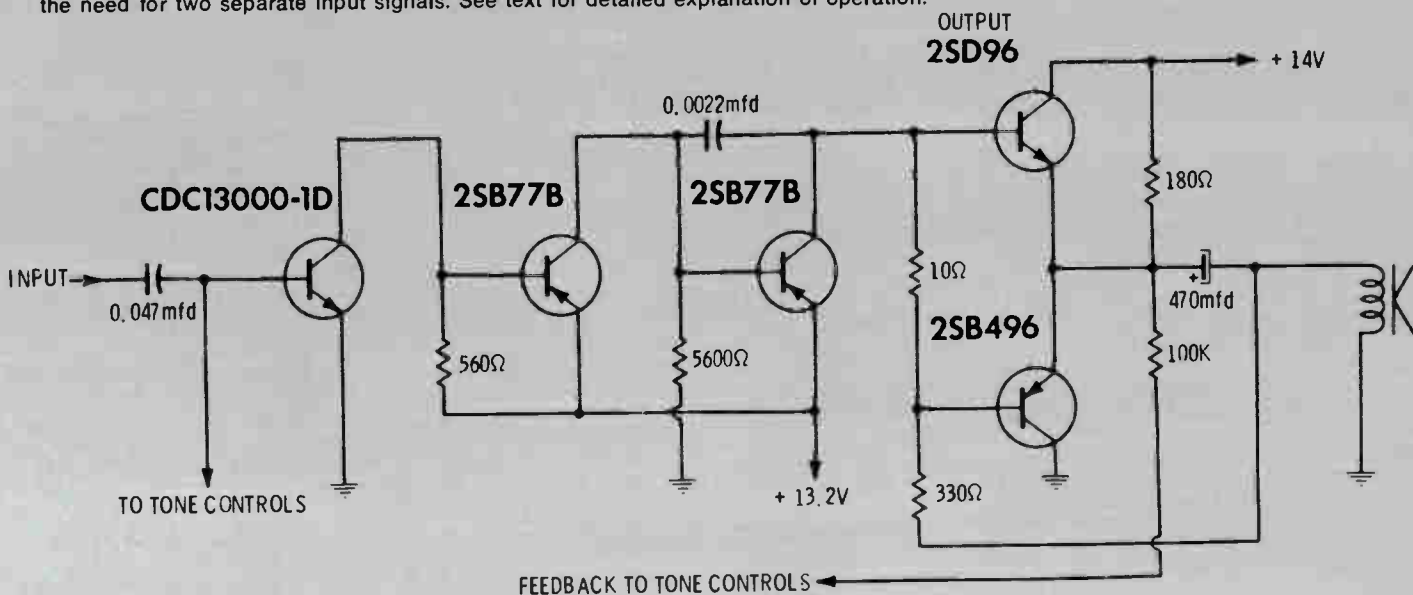 the need for two separate input signals. See text for detailed explanation of operation.
OUTPUT
2SD96
+ 14V
0.0022mfd
180Ω
CDC13000-1D
2SB77B
2SB77B
INPUT
0.047mfd
10Ω
470mfd
+
2SB496
560Ω
5600Ω
100K
TO TONE CONTROLS
+ 13.2V
330Ω
FEEDBACK TO TONE CONTROLS